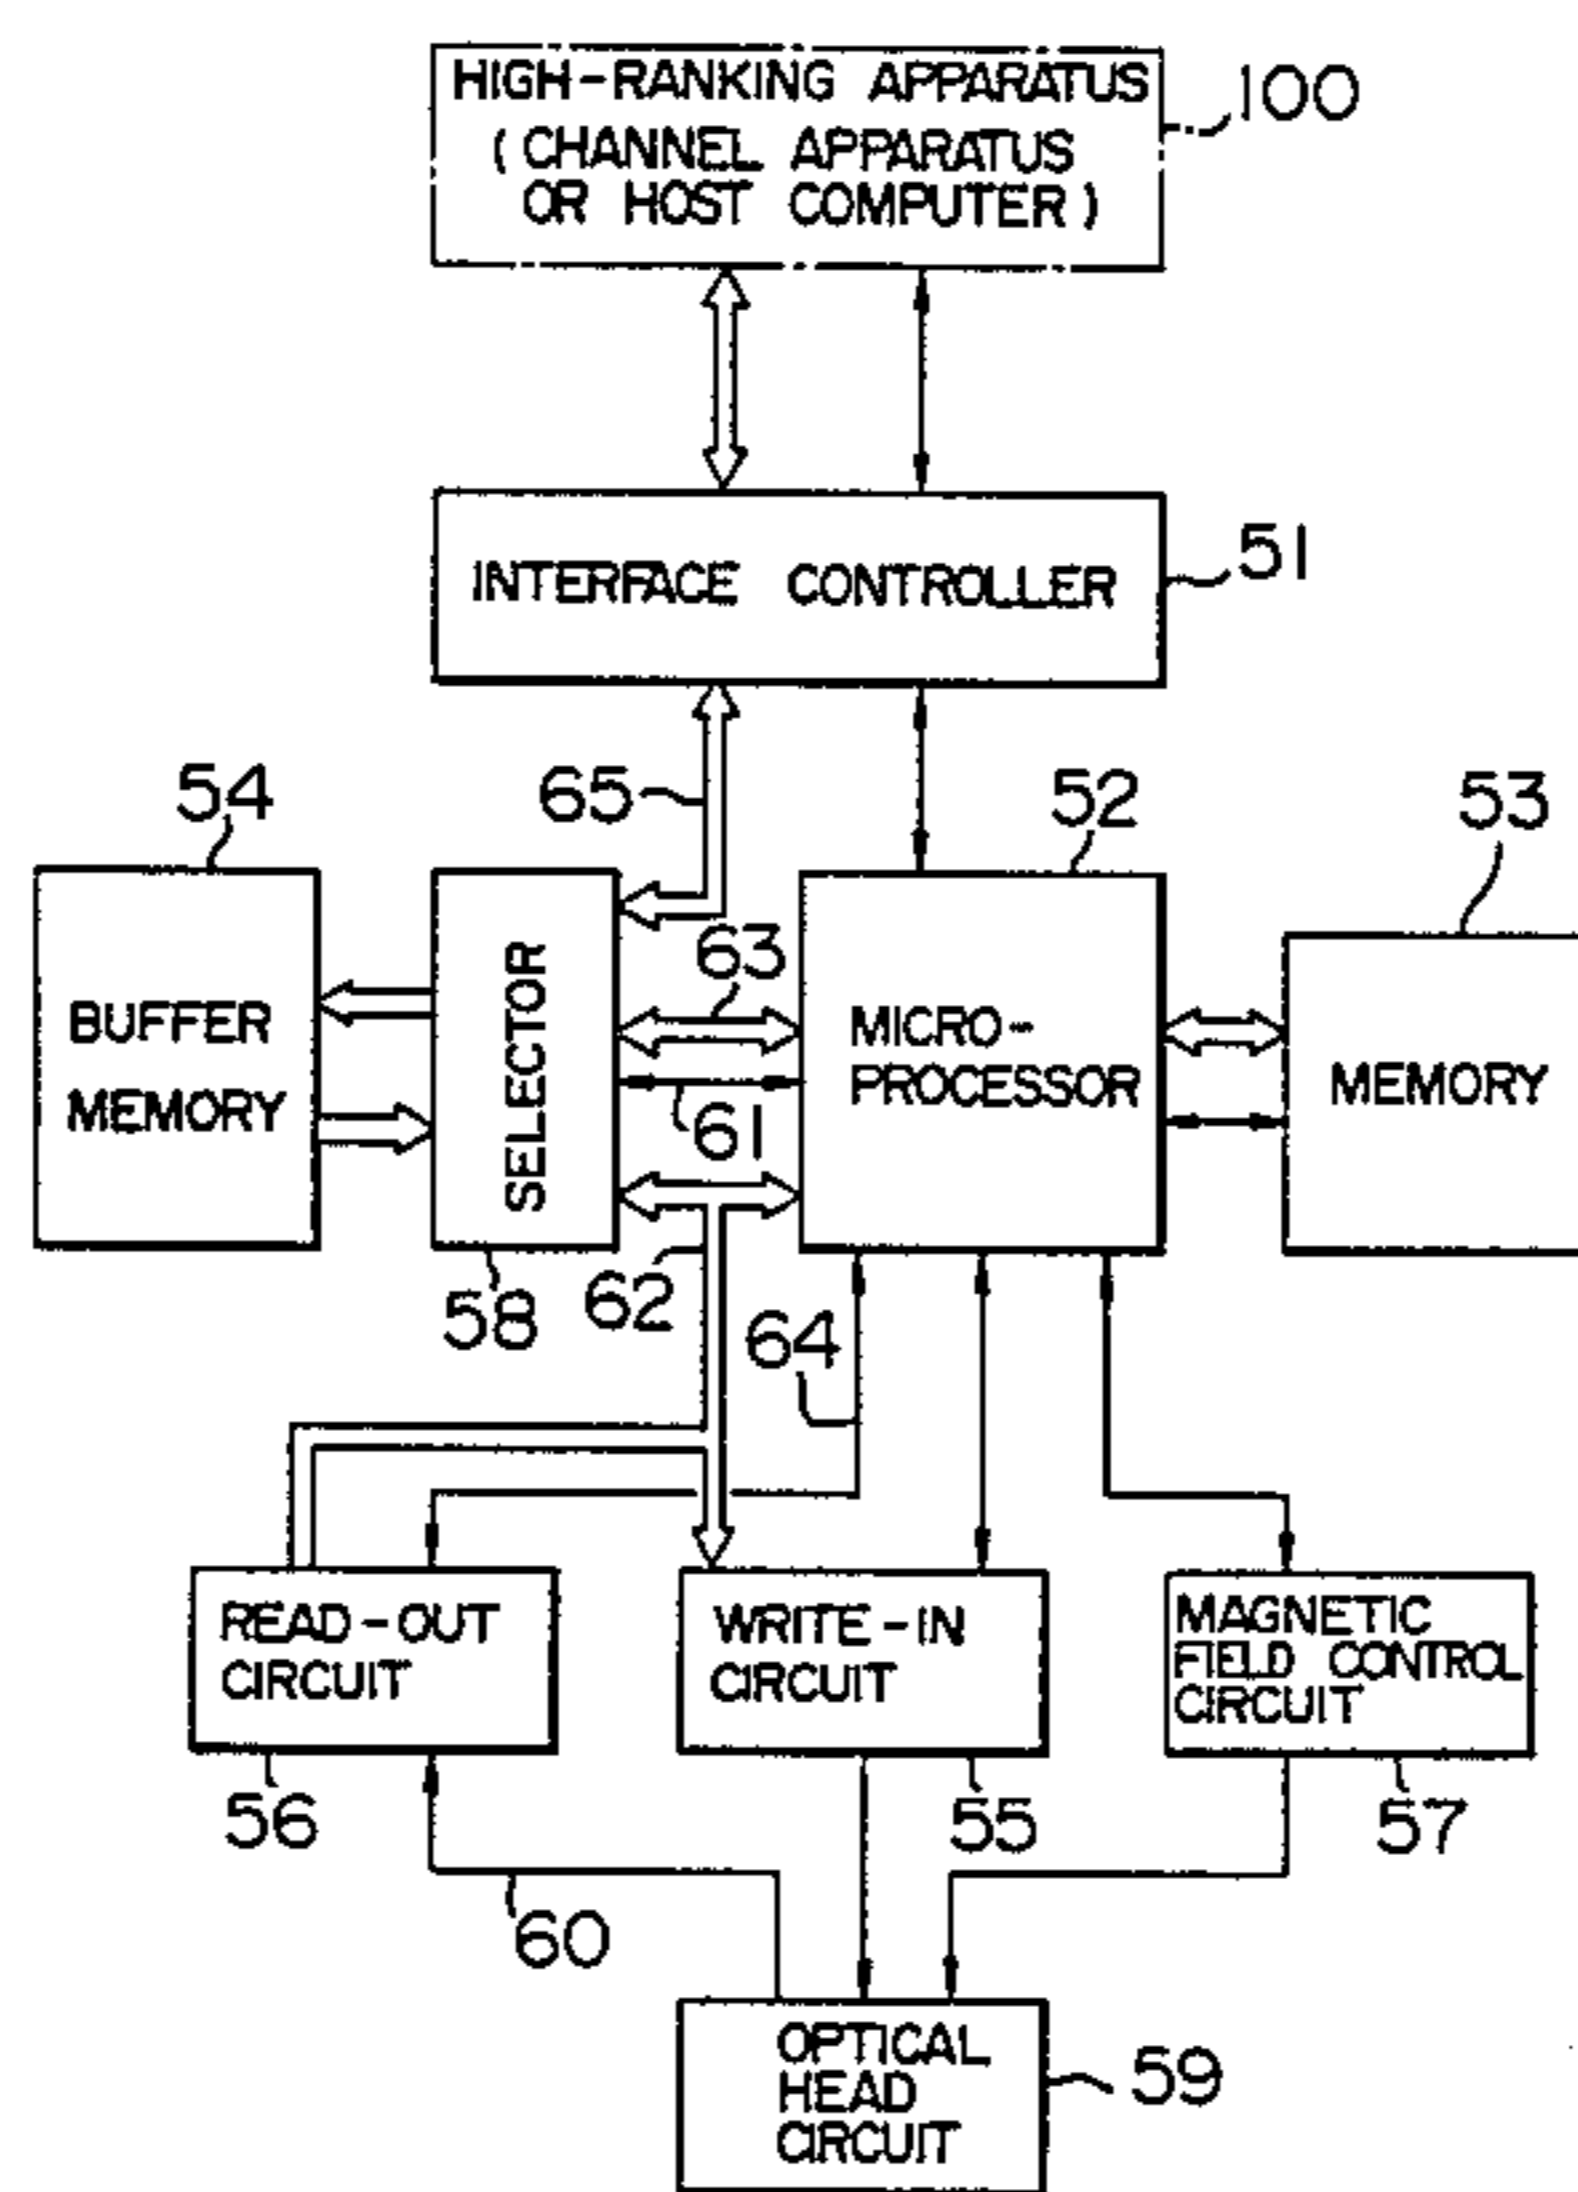 HIGH-RANKING APPARATUS
(CHANNEL APPARATUS
OR HOST COMPUTER)
100
INTERFACE CONTROLLER
51
54
65
52
53
BUFFER
MEMORY
SELECTOR
63
61
MICRO-
PROCESSOR
MEMORY
58
62
64
READ-OUT
CIRCUIT
WRITE-IN
CIRCUIT
MAGNETIC
FIELD CONTROL
CIRCUIT
56
55
57
60
OPTICAL
HEAD
CIRCUIT
59